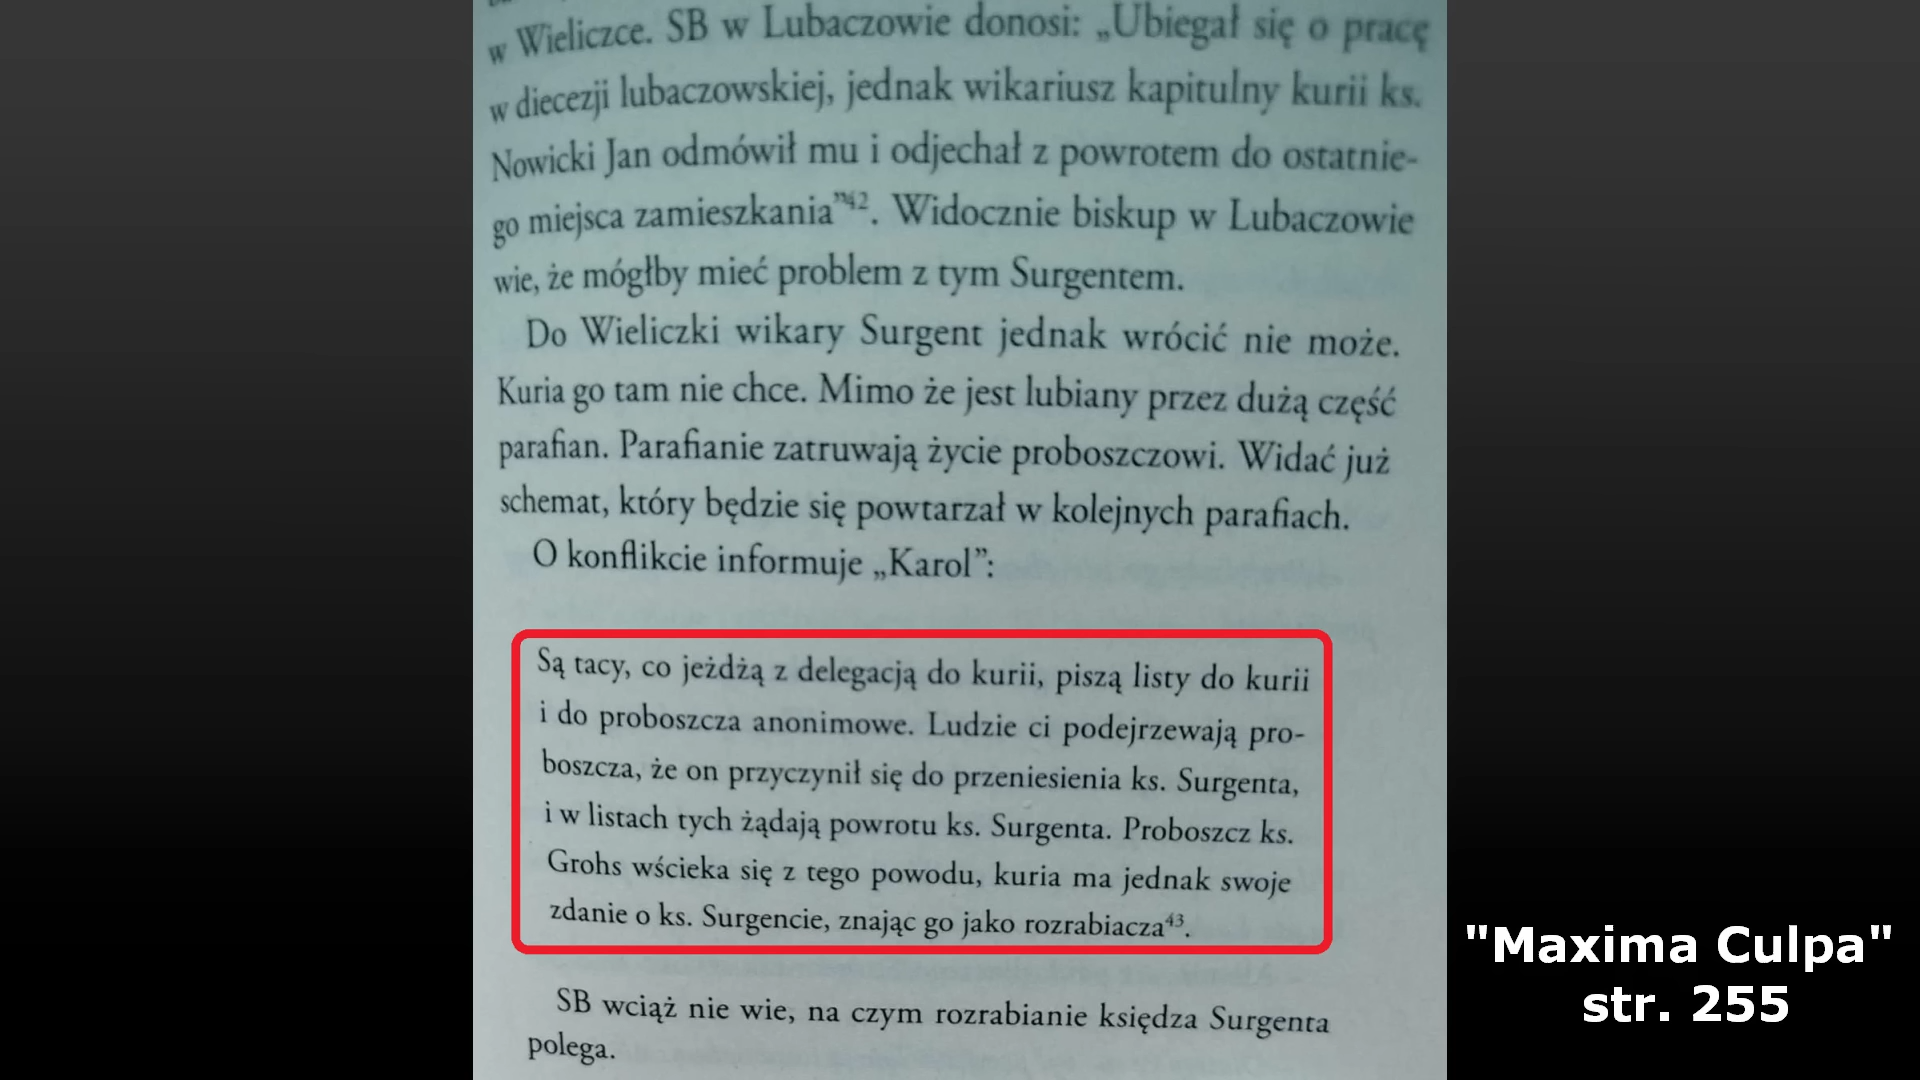 w Wieliczce. SB w Lubaczowie donosi: „Ubiegał się o pracę
w diecezji lubaczowskiej, jednak wikariusz kapitulny kurii ks.
Nowicki Jan odmówił mu i odjechał z powrotem do ostatnie-
go miejsca zamieszkania”42. Widocznie biskup w Lubaczowie
wie, że mógłby mieć problem z tym Surgentem.
Do Wieliczki wikary Surgent jednak wrócić nie może.
Kuria go tam nie chce. Mimo że jest lubiany przez dużą część
parafian. Parafianie zatruwają życie proboszczowi. Widać już
schemat, który będzie się powtarzał w kolejnych parafiach.
O konflikcie informuje „Karol”:
Są tacy, co jeżdżą z delegacją do kurii, piszą listy do kurii
i do proboszcza anonimowe. Ludzie ci podejrzewają pro-
boszcza, że on przyczynił się do przeniesienia ks. Surgenta,
i w listach tych żądają powrotu ks. Surgenta. Proboszcz ks.
Grohs wścieka się z tego powodu, kuria ma jednak swoje
zdanie o ks. Surgencie, znając go jako rozrabiacza43.
SB wciąż nie wie, na czym rozrabianie księdza Surgenta
polega.
"Maxima Culpa"
str. 255